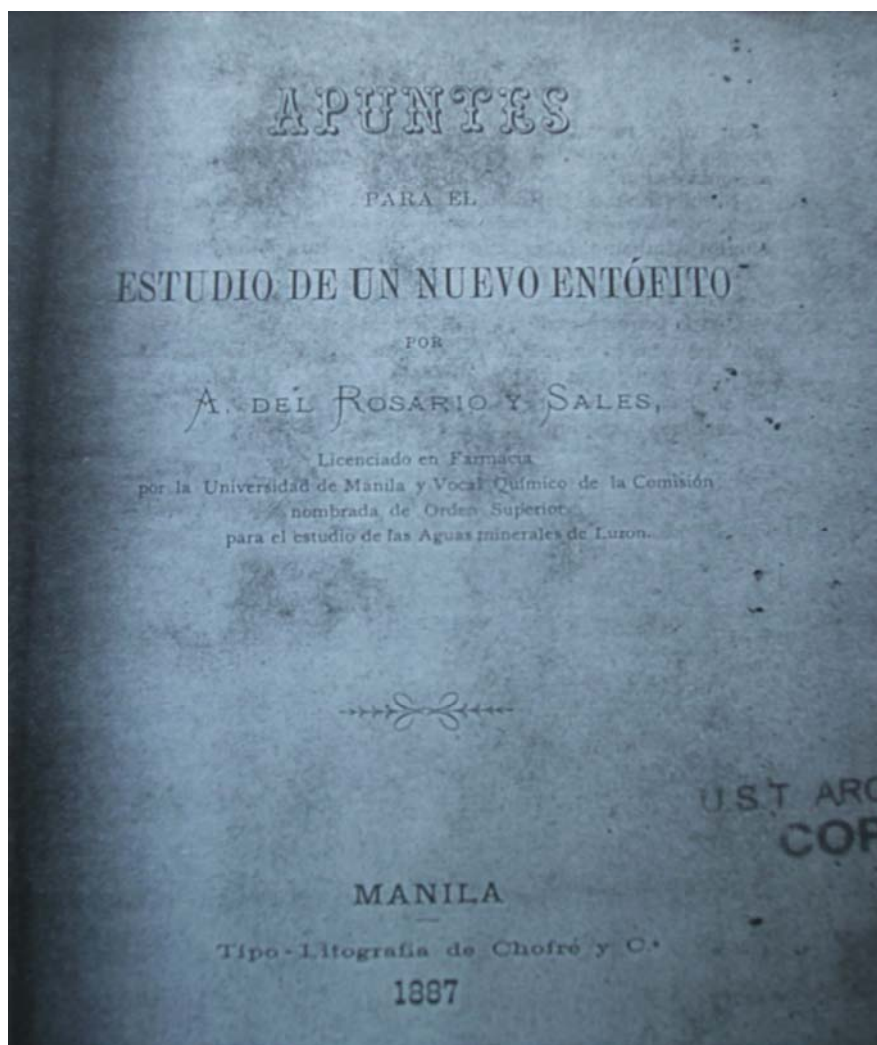 APUNTES
PARA EL
ESTUDIO DE UN NUEVO ENTÓFITO
POR
A. DEL ROSARIO Y SALES,
Licenciado en Farmacia
por la Universidad de Manila y Vocal Químico de la Comisión
nombrada de Orden Superior
para el estudio de las Aguas minerales de Luzon.
U S T ARC
COP
MANILA
Tipo-Litografia de Chofré y C.ª
1887